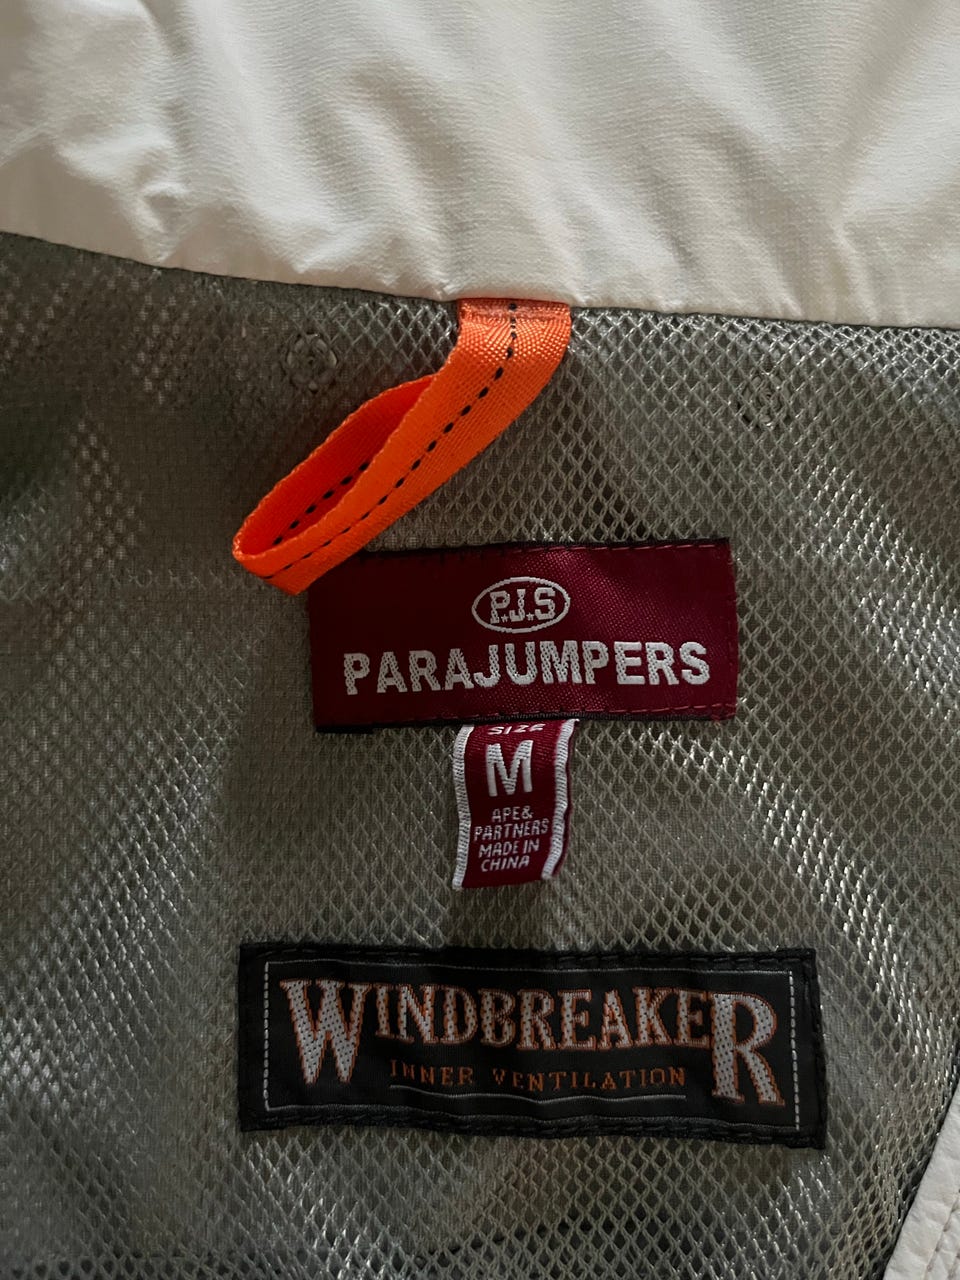 P.J.S
PARAJUMPERS
SIZE
M
APE&
PARTNERS
MADE IN
CHINA
WINDBREAKER
INNER VENTILATION